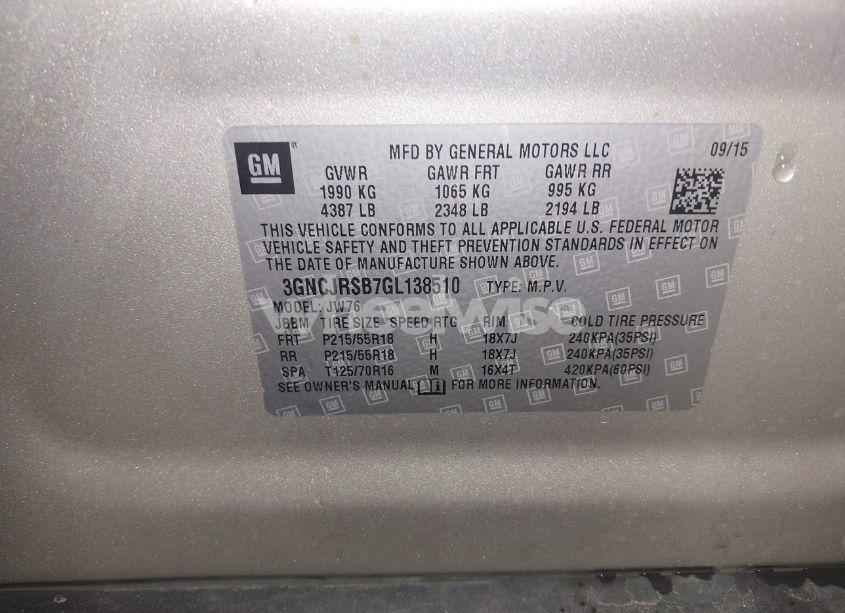 GM
MFD BY GENERAL MOTORS LLC 09/15
GVWR GAWR FRT GAWR RR
1990 KG 1065 KG 995 KG
4387 LB 2348 LB 2194 LB
THIS VEHICLE CONFORMS TO ALL APPLICABLE U.S. FEDERAL MOTOR
VEHICLE SAFETY AND THEFT PREVENTION STANDARDS IN EFFECT ON
THE DATE OF MANUFACTURE SHOWN ABOVE.
3GNCJRSB7GL138510 TYPE: M.P.V.
MODEL: JW76
JBBM TIRE SIZE SPEED RTG RIM COLD TIRE PRESSURE
FRT P215/55R18 H 18X7J 240KPA(35PSI)
RR P215/55R18 H 18X7J 240KPA(35PSI)
SPA T125/70R16 M 16X4T 420KPA(60PSI)
SEE OWNER'S MANUAL FOR MORE INFORMATION.